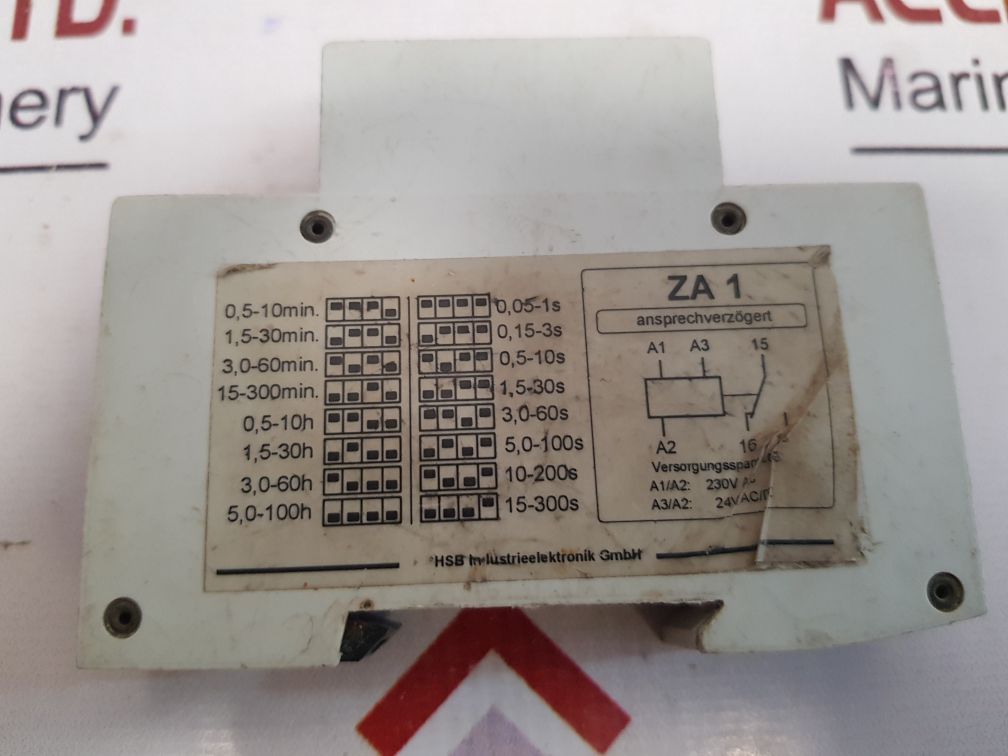 TD.
nery
ACC
Marin
0,5-10min. 0,05-1s
1,5-30min. 0,15-3s
3,0-60min. 0,5-10s
15-300min. 1,5-30s
0,5-10h 3,0-60s
1,5-30h 5,0-100s
3,0-60h 10-200s
5,0-100h 15-300s
ZA 1
ansprechverzögert
A1 A3 15
A2 16
A1/A2: 230V
A3/A2: 24V AC/D
HSB Industrieelektronik GmbH